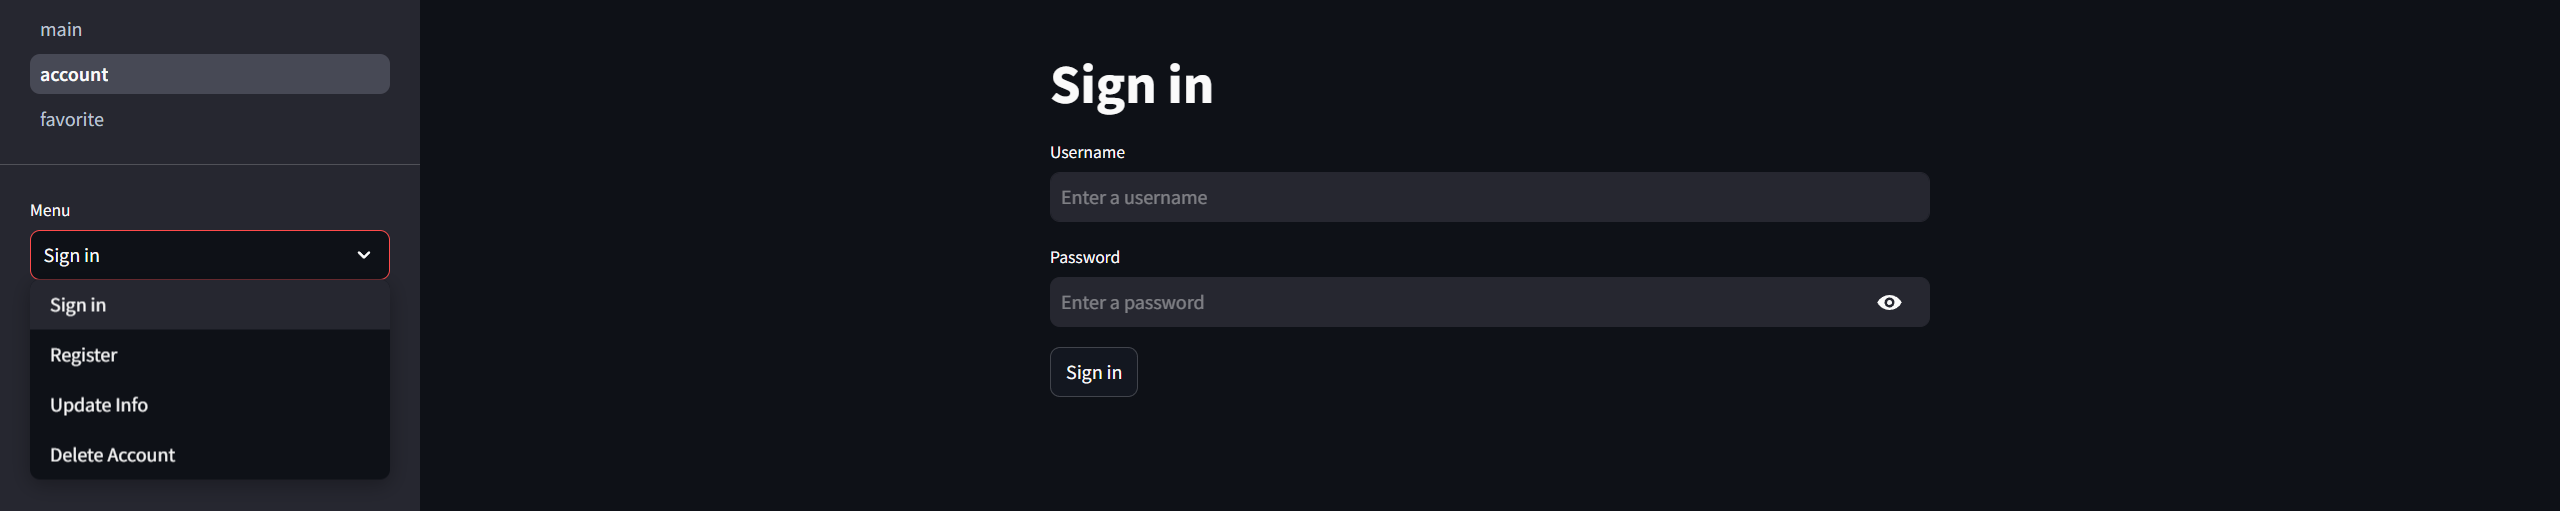 main
account
favorite
Menu
Sign in
Sign in
Register
Update Info
Delete Account
Sign in
Username
Enter a username
Password
Enter a password
Sign in